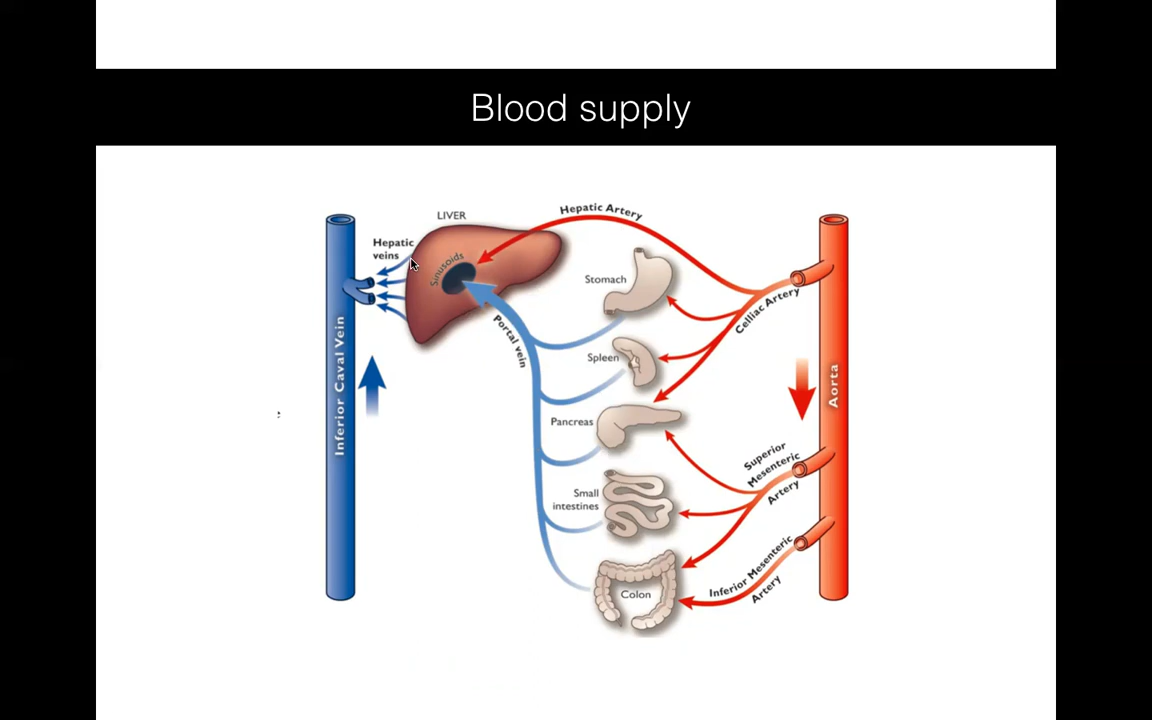 Blood supply
LIVER
Hepatic Artery
Hepatic
veins
Sinusoids
Stomach
Celliac Artery
Portal vein
Spleen
Inferior Caval Vein
Aorta
Pancreas
Superior
Mesenteric
Artery
Small
intestines
Inferior Mesenteric
Artery
Colon